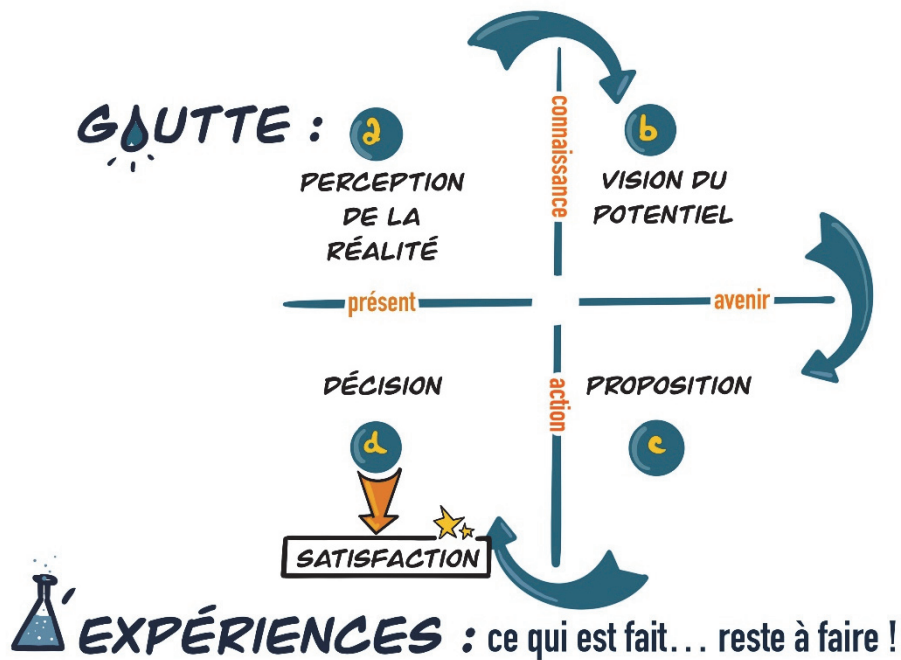 GOUTTE :
a
PERCEPTION
DE LA
RÉALITÉ
connaissance
b
VISION DU
POTENTIEL
présent
avenir
DÉCISION
d
SATISFACTION
action
PROPOSITION
c
EXPÉRIENCES : ce qui est fait... reste à faire !